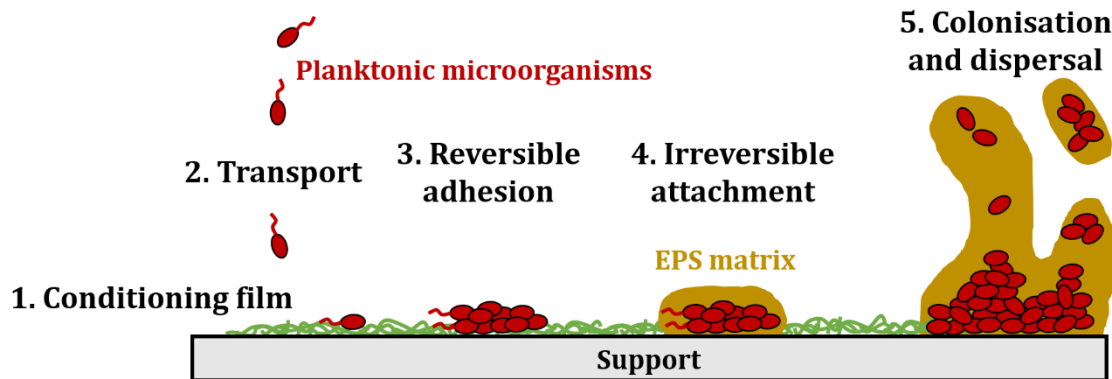 Planktonic microorganisms
1. Conditioning film
2. Transport
3. Reversible
adhesion
4. Irreversible
attachment
EPS matrix
5. Colonisation
and dispersal
Support